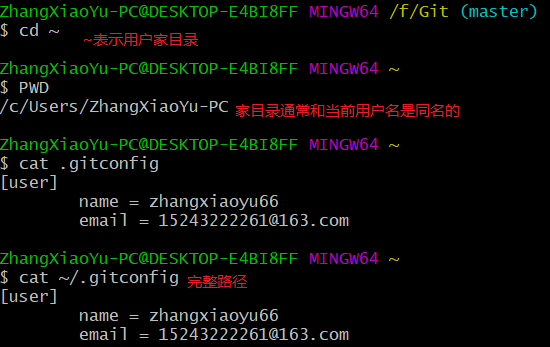 ZhangXiaoYu-PC@DESKTOP-E4BI8FF MINGW64 /f/Git (master)
$ cd ~ ~表示用户家目录
ZhangXiaoYu-PC@DESKTOP-E4BI8FF MINGW64 ~
$ PWD
/c/Users/ZhangXiaoYu-PC 家目录通常和当前用户名是同名的
ZhangXiaoYu-PC@DESKTOP-E4BI8FF MINGW64 ~
$ cat .gitconfig
[user]
name = zhangxiaoyu66
email = 15243222261@163.com
ZhangXiaoYu-PC@DESKTOP-E4BI8FF MINGW64 ~
$ cat ~/.gitconfig 完整路径
[user]
name = zhangxiaoyu66
email = 15243222261@163.com